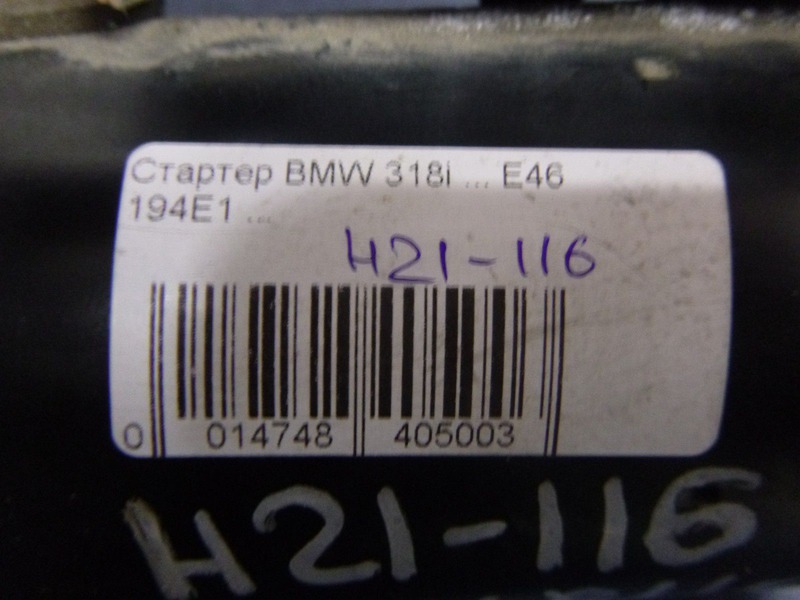 Стартер BMW 318i ... E46
194E1 ...
H21-116
0 014748 405003
H21-116